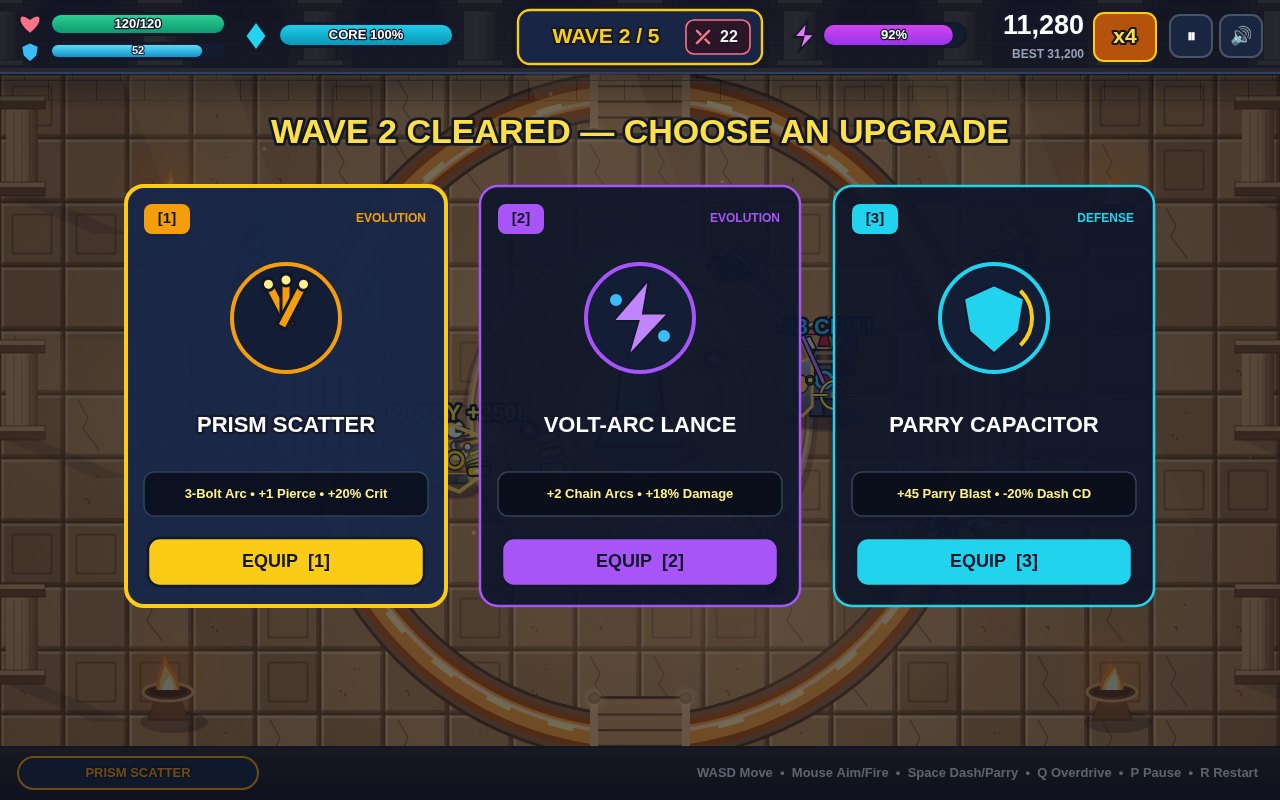 120/120
52
CORE 100%
WAVE 2 / 5
22
92%
11,280
BEST 31,200
x4
WAVE 2 CLEARED — CHOOSE AN UPGRADE
[1] EVOLUTION
PRISM SCATTER
3-Bolt Arc • +1 Pierce • +20% Crit
EQUIP [1]
[2] EVOLUTION
VOLT-ARC LANCE
+2 Chain Arcs • +18% Damage
EQUIP [2]
[3] DEFENSE
PARRY CAPACITOR
+45 Parry Blast • -20% Dash CD
EQUIP [3]
PARRY +250!
PRISM SCATTER
WASD Move • Mouse Aim/Fire • Space Dash/Parry • Q Overdrive • P Pause • R Restart